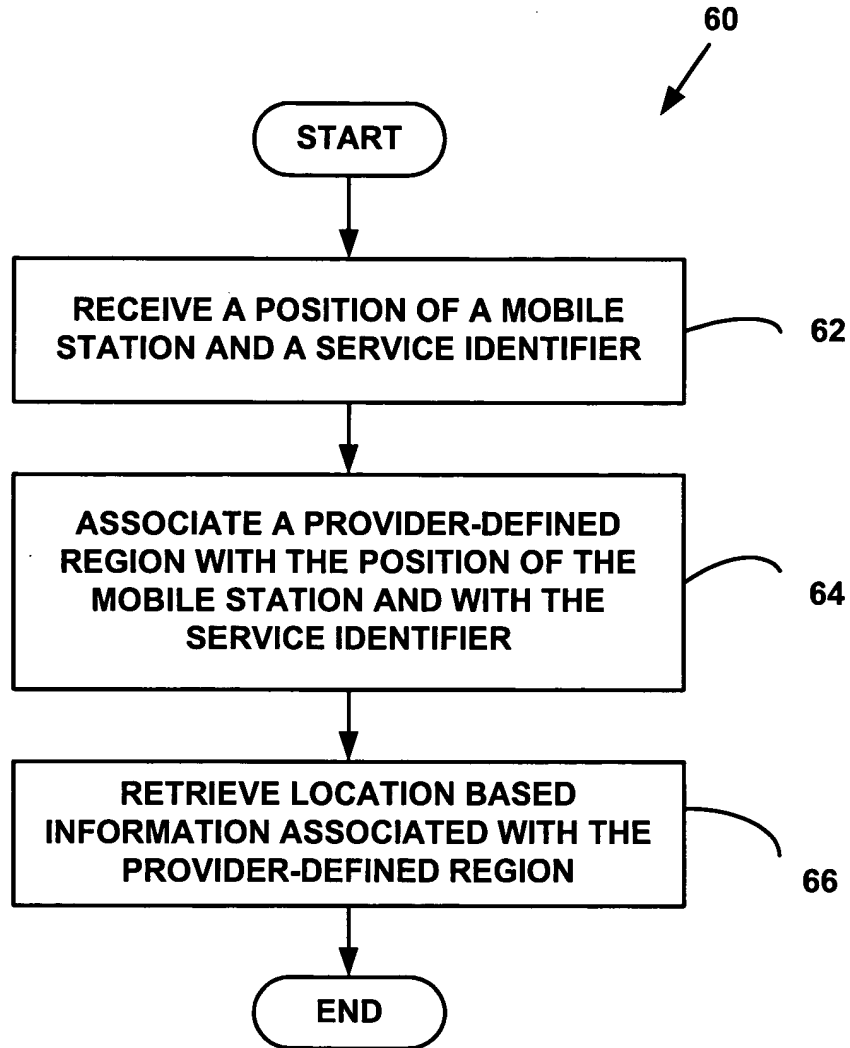 60
START
RECEIVE A POSITION OF A MOBILE
STATION AND A SERVICE IDENTIFIER
62
ASSOCIATE A PROVIDER-DEFINED
REGION WITH THE POSITION OF THE
MOBILE STATION AND WITH THE
SERVICE IDENTIFIER
64
RETRIEVE LOCATION BASED
INFORMATION ASSOCIATED WITH THE
PROVIDER-DEFINED REGION
66
END